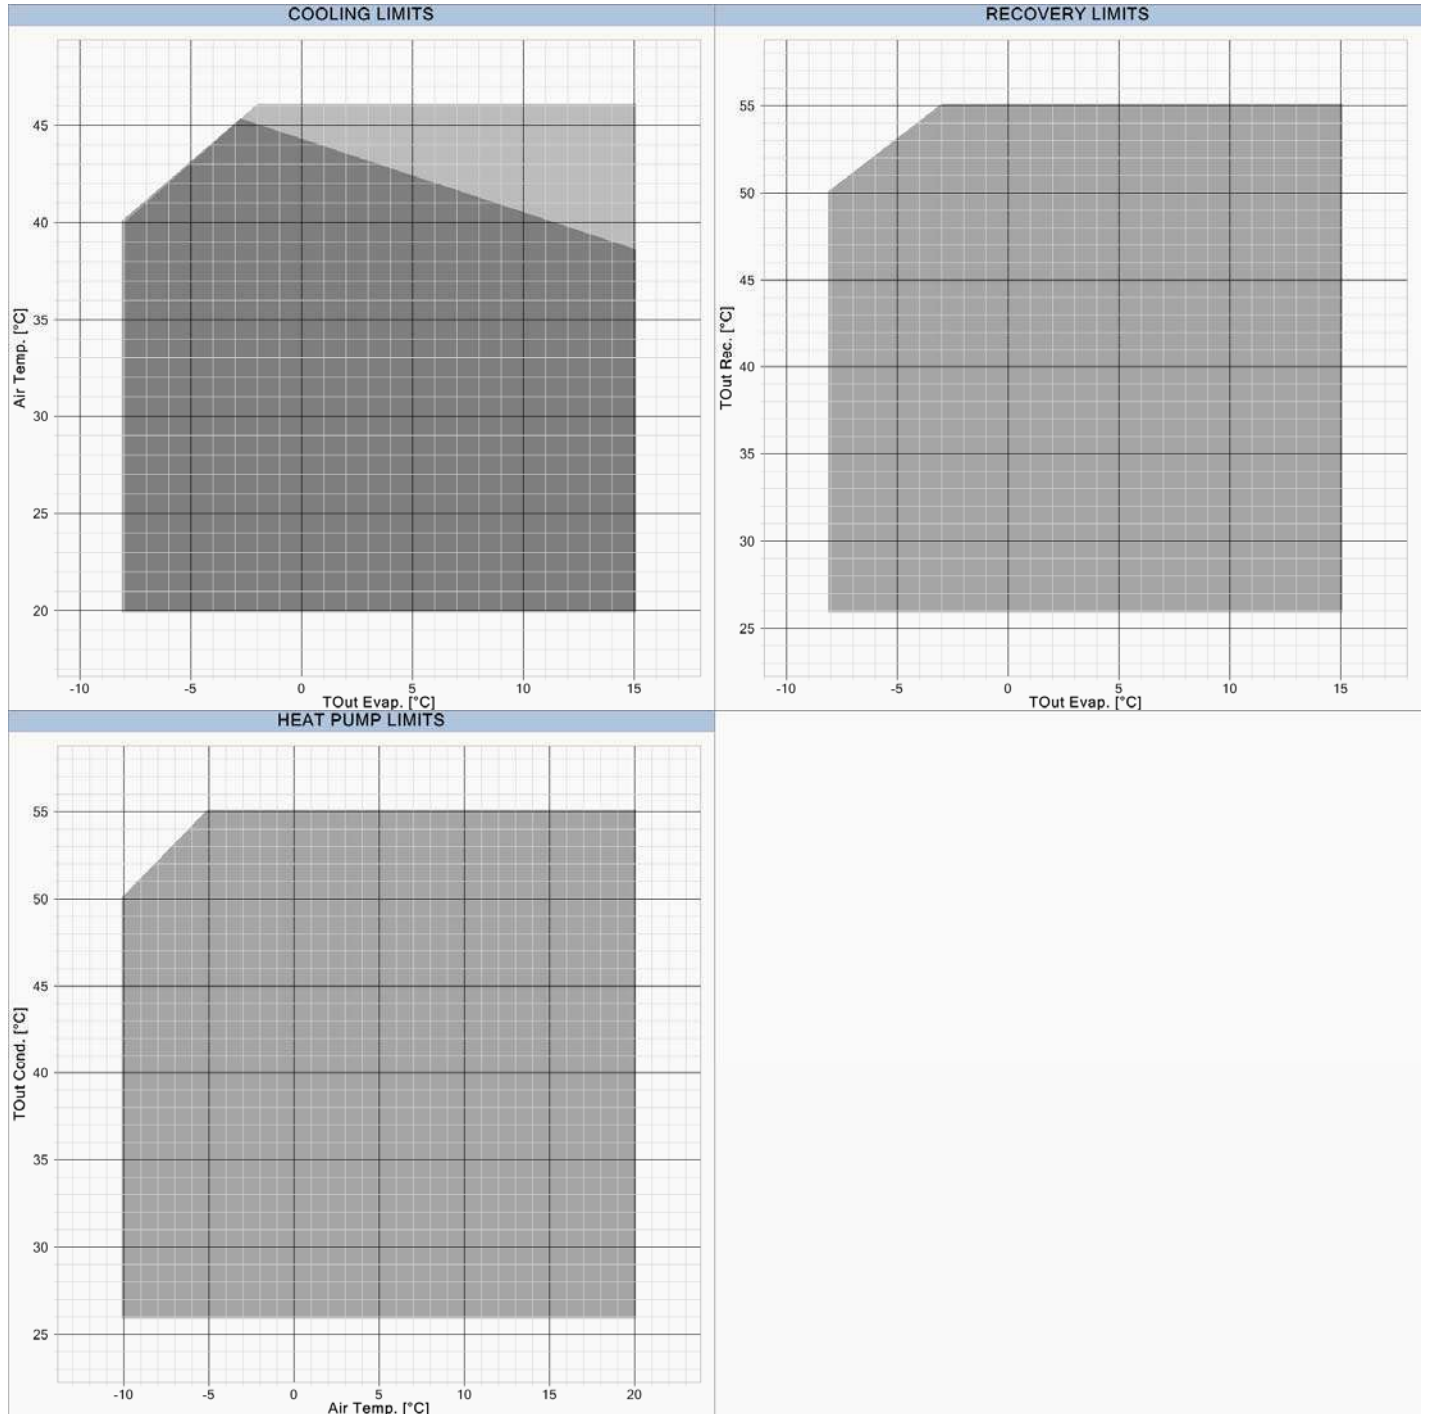 COOLING LIMITS
45
40
35
30
25
20
Air Temp. [°C]
-10 -5 0 5 10 15
TOut Evap. [°C]
RECOVERY LIMITS
55
50
45
40
35
30
25
TOut Rec. [°C]
-10 -5 0 5 10 15
TOut Evap. [°C]
HEAT PUMP LIMITS
55
50
45
40
35
30
25
TOut Cond. [°C]
-10 -5 0 5 10 15 20
Air Temp. [°C]